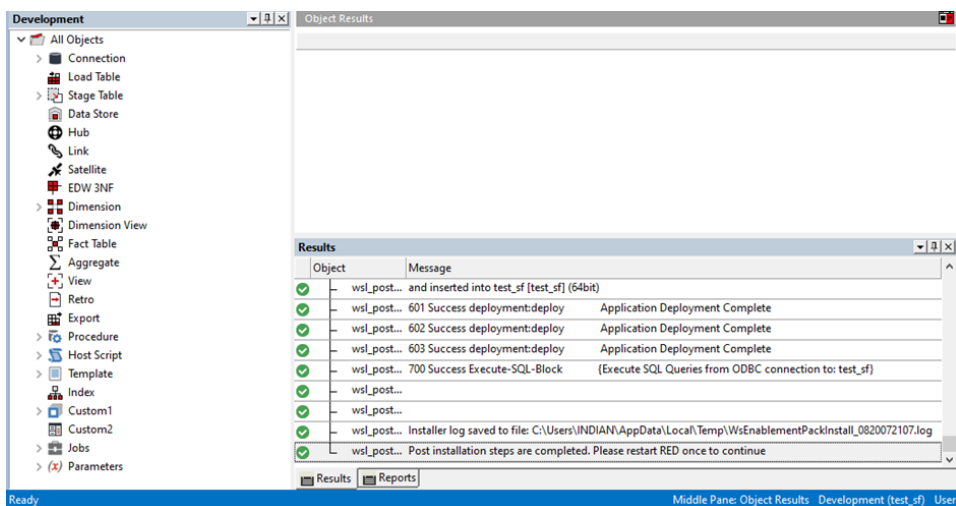 Development
All Objects
Connection
Load Table
Stage Table
Data Store
Hub
Link
Satellite
EDW 3NF
Dimension
Dimension View
Fact Table
Aggregate
View
Retro
Export
Procedure
Host Script
Template
Index
Custom1
Custom2
Jobs
(x) Parameters
Object Results
Results
Object Message
wsl_post... and inserted into test_sf [test_sf] (64bit)
wsl_post... 601 Success deployment:deploy Application Deployment Complete
wsl_post... 602 Success deployment:deploy Application Deployment Complete
wsl_post... 603 Success deployment:deploy Application Deployment Complete
wsl_post... 700 Success Execute-SQL-Block {Execute SQL Queries from ODBC connection to: test_sf}
wsl_post...
wsl_post...
wsl_post... Installer log saved to file: C:\Users\INDIAN\AppData\Local\Temp\WsEnablementPackInstall_0820072107.log
wsl_post... Post installation steps are completed. Please restart RED once to continue
Results Reports
Ready Middle Pane: Object Results Development (test_sf) User